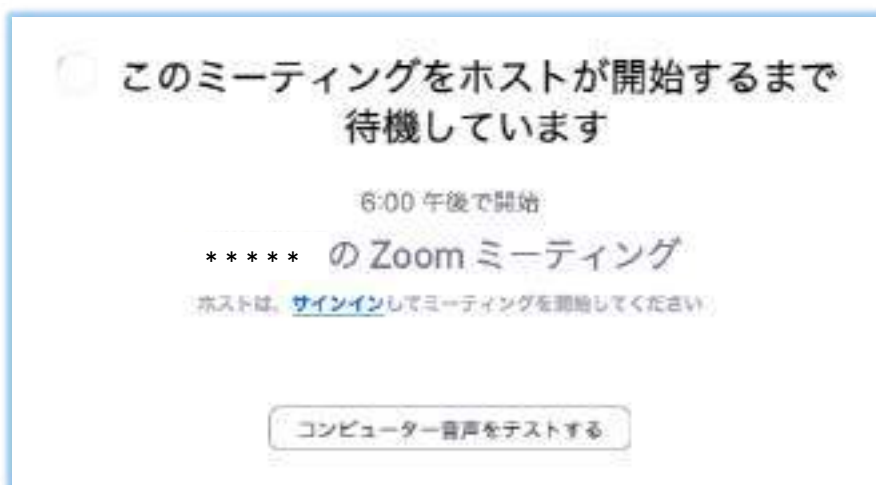 このミーティングをホストが開始するまで
待機しています
6:00 午後で開始
***** の Zoom ミーティング
ホストは、サインインしてミーティングを開始してください
コンピューター音声をテストする